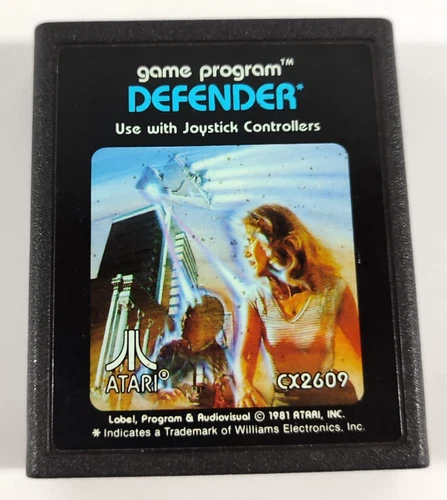 game program™
DEFENDER*
Use with Joystick Controllers
ATARI®
CX2609
Label, Program & Audiovisual © 1981 ATARI, INC.
* Indicates a Trademark of Williams Electronics, Inc.